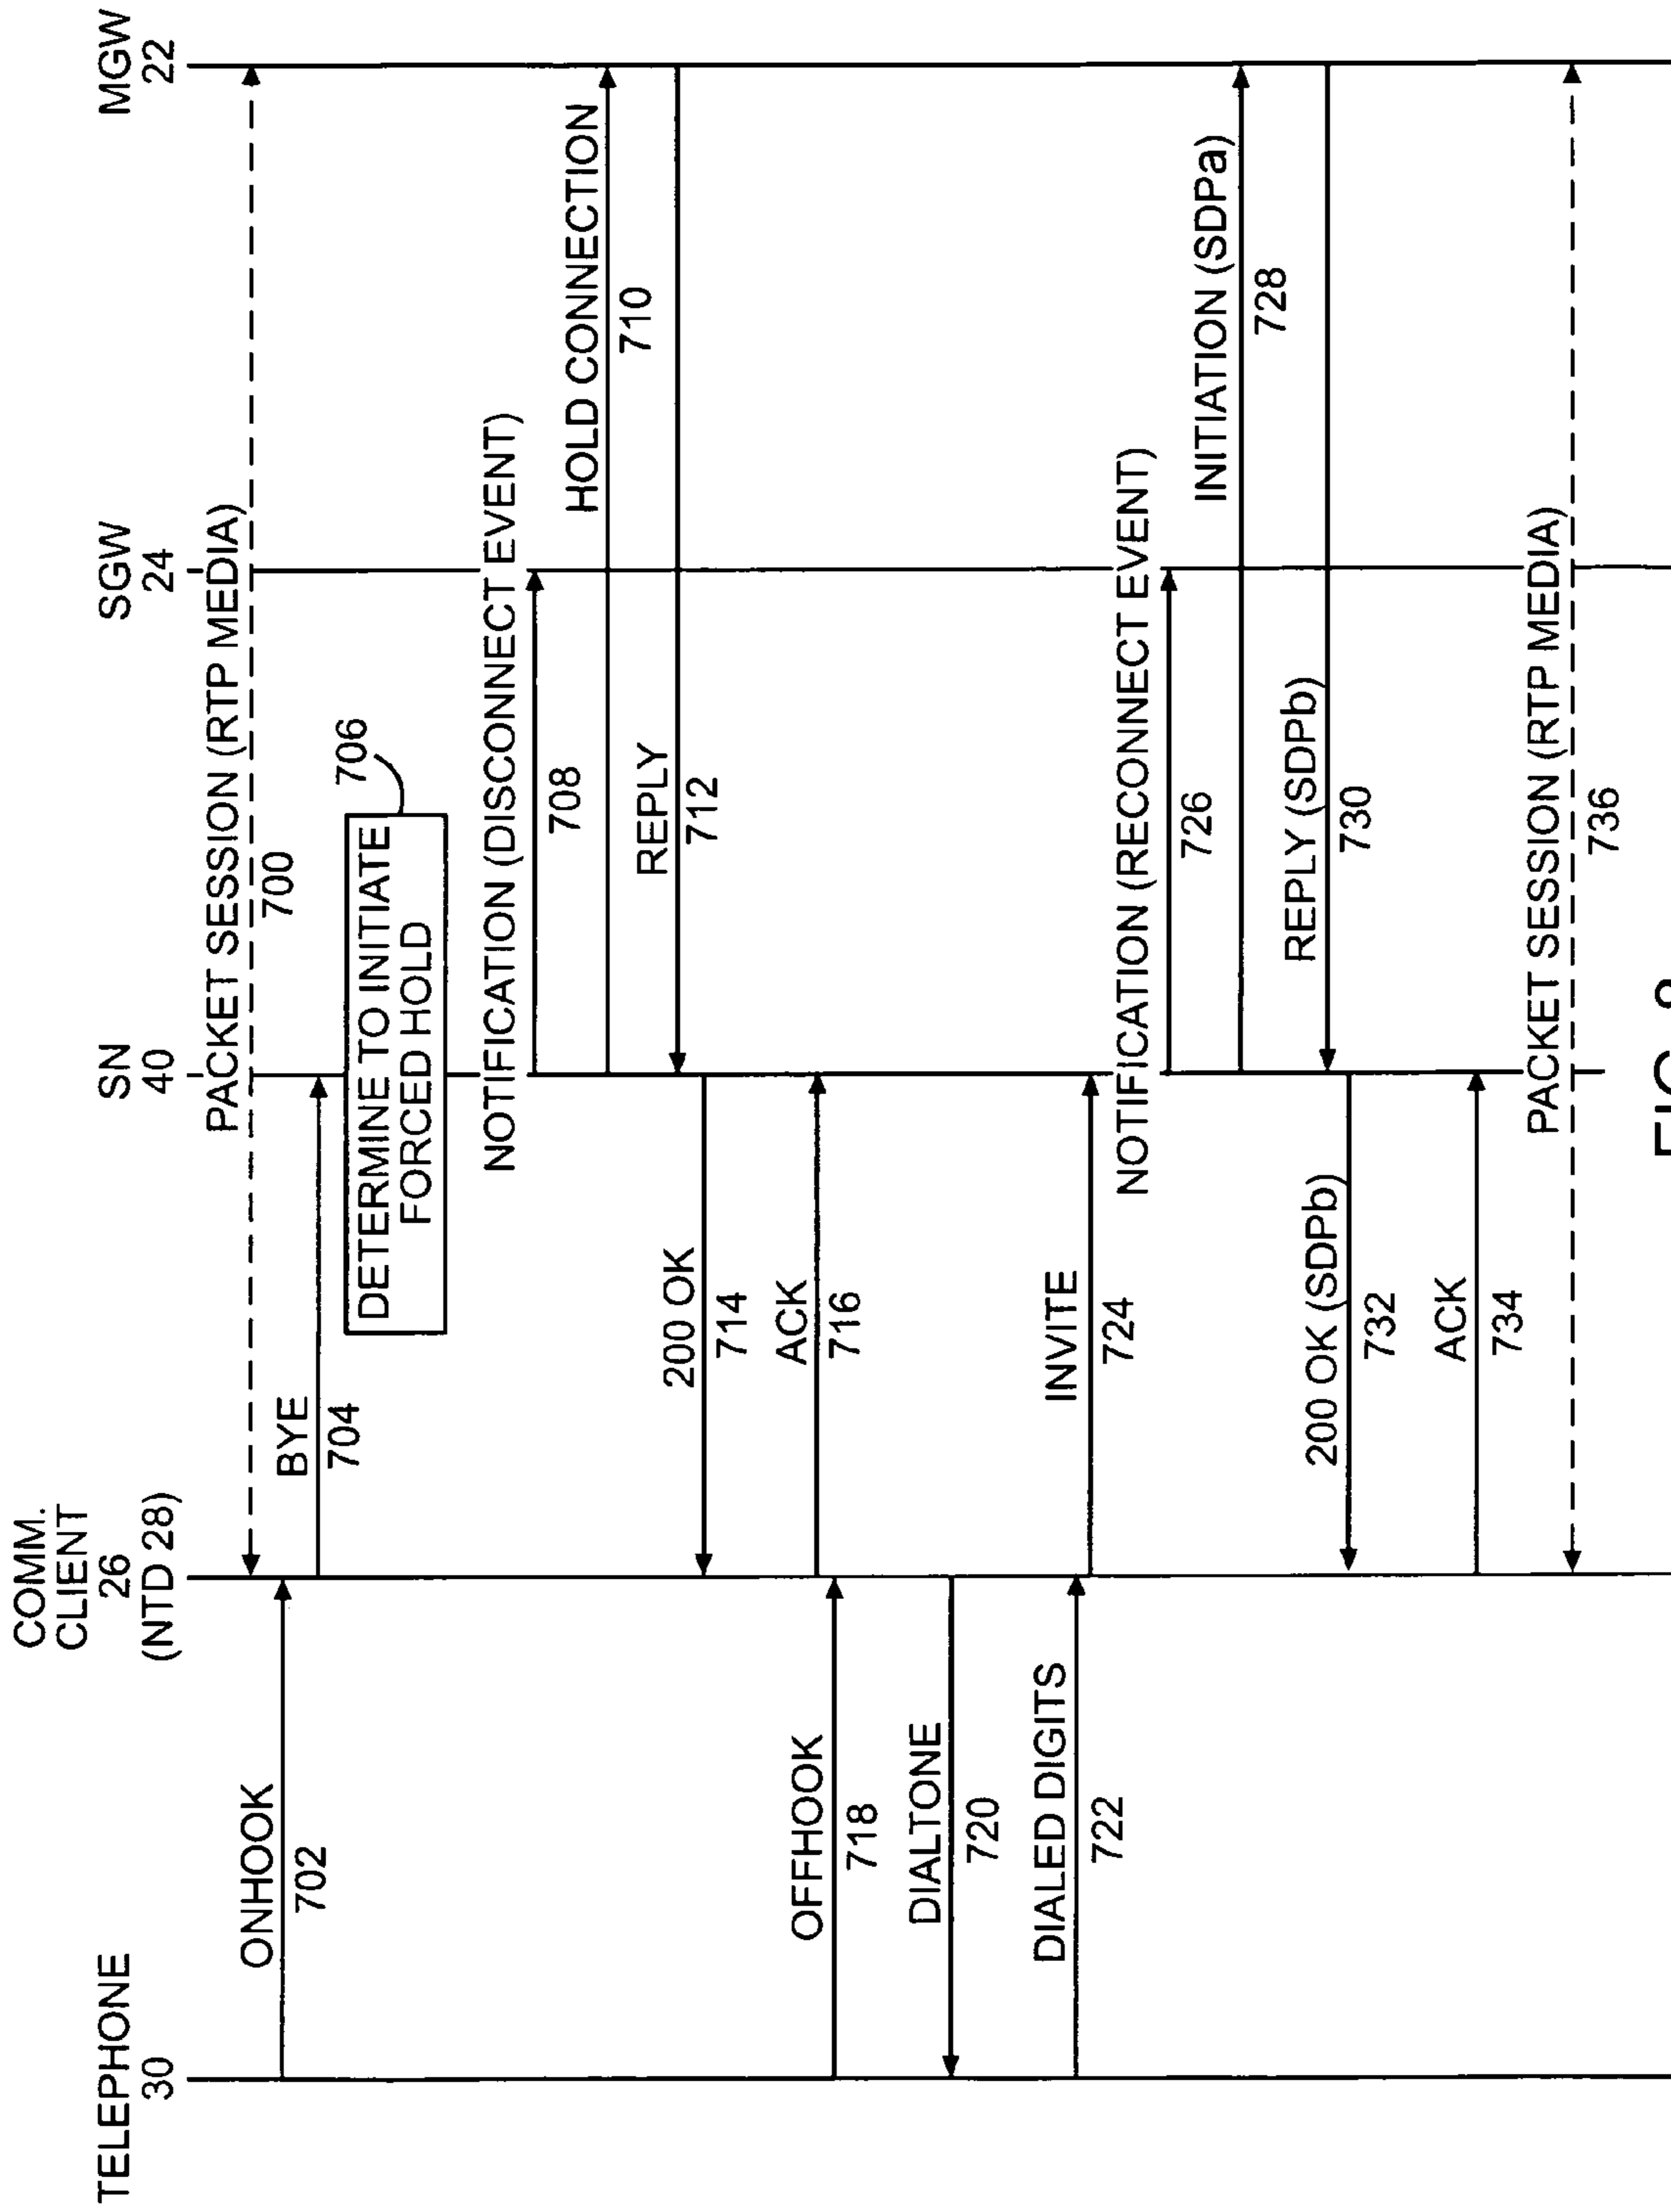 TELEPHONE
30
COMM.
CLIENT
26
(NTD 28)
SN
40
SGW
24
MGW
22
PACKET SESSION (RTP MEDIA)
700
ONHOOK
702
BYE
704
DETERMINE TO INITIATE
FORCED HOLD
706
NOTIFICATION (DISCONNECT EVENT)
708
HOLD CONNECTION
710
REPLY
712
200 OK
714
ACK
716
OFFHOOK
718
DIALTONE
720
DIALED DIGITS
722
INVITE
724
NOTIFICATION (RECONNECT EVENT)
726
INITIATION (SDPa)
728
REPLY (SDPb)
730
200 OK (SDPb)
732
ACK
734
PACKET SESSION (RTP MEDIA)
736
FIG.